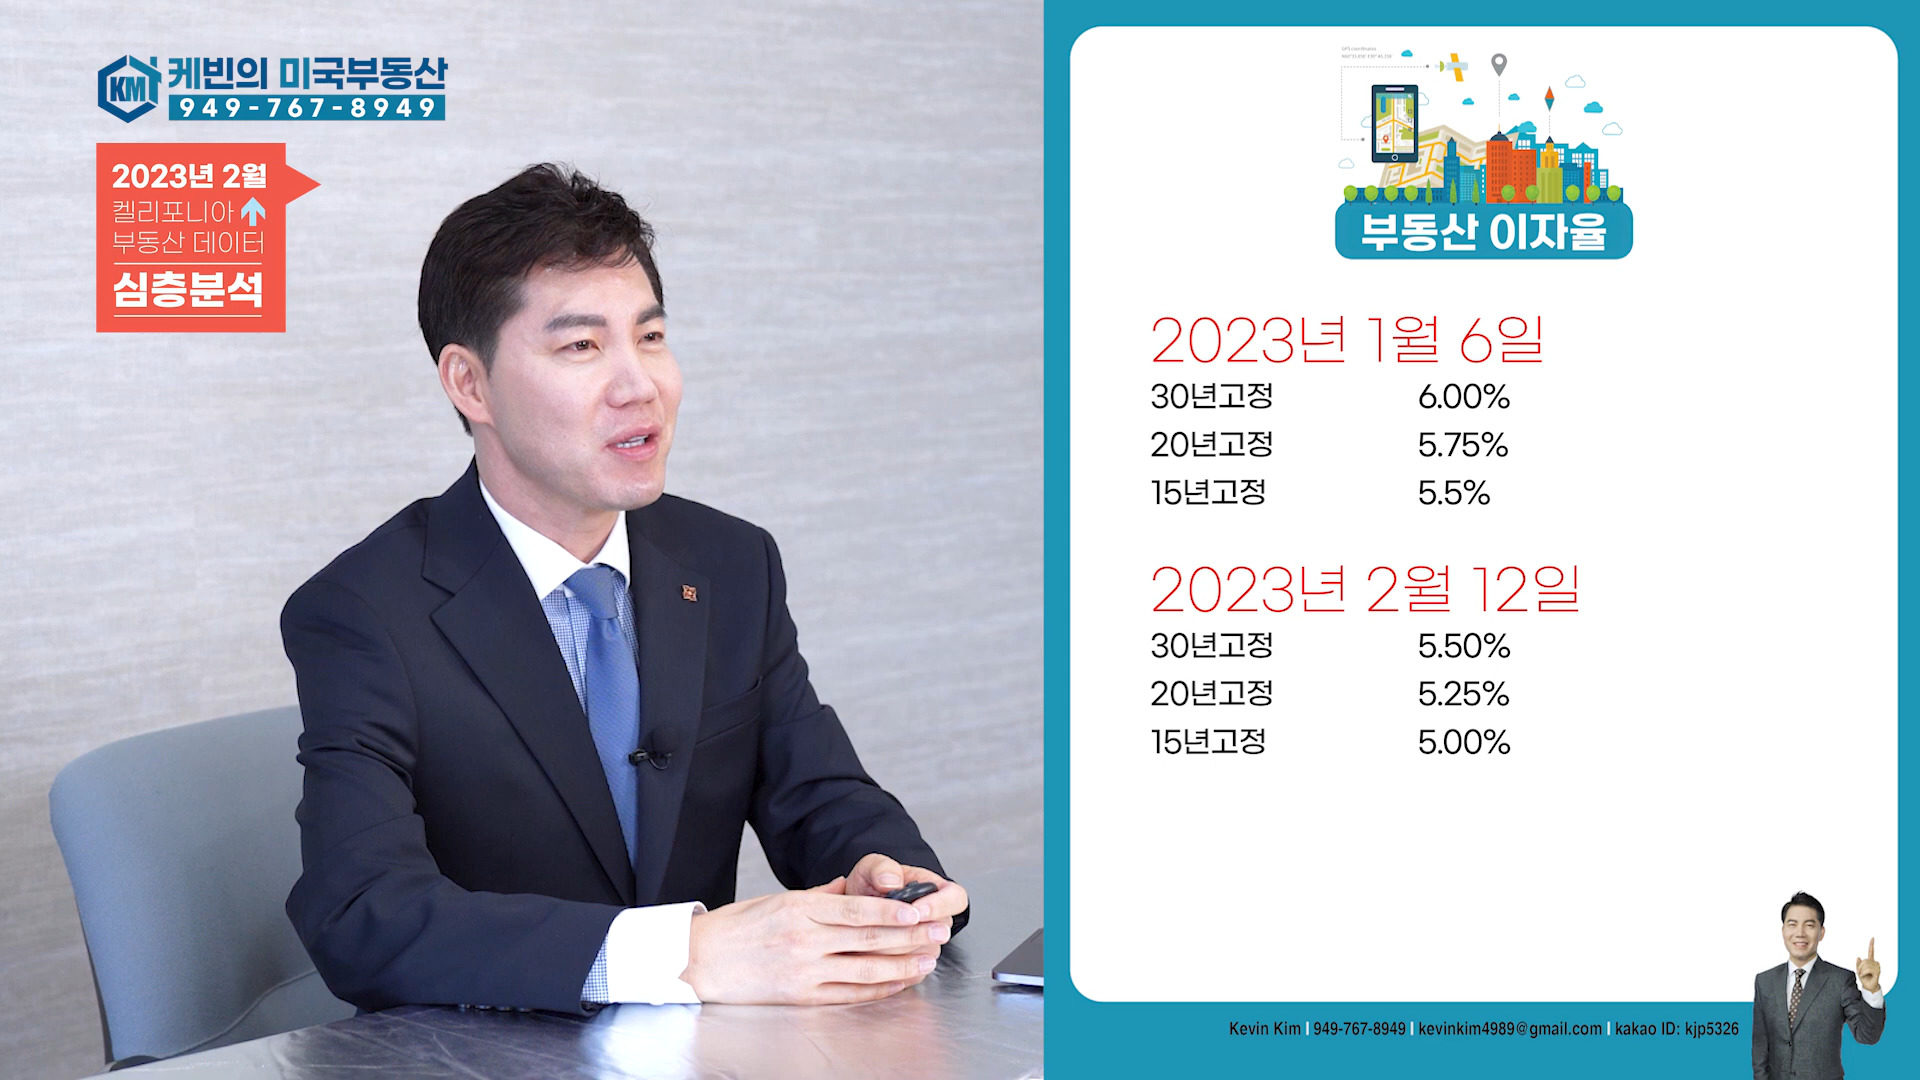 KM
케빈의 미국부동산
949-767-8949
2023년 2월
켈리포니아
부동산 데이터
심층분석
부동산 이자율
2023년 1월 6일
30년고정 6.00%
20년고정 5.75%
15년고정 5.5%
2023년 2월 12일
30년고정 5.50%
20년고정 5.25%
15년고정 5.00%
Kevin Kim | 949-767-8949 | kevinkim4989@gmail.com | kakao ID: kjp5326